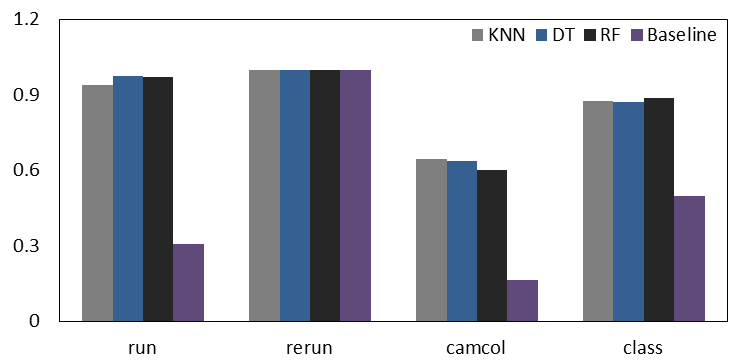 1.2
KNN DT RF Baseline
0.9
0.6
0.3
0
run rerun camcol class